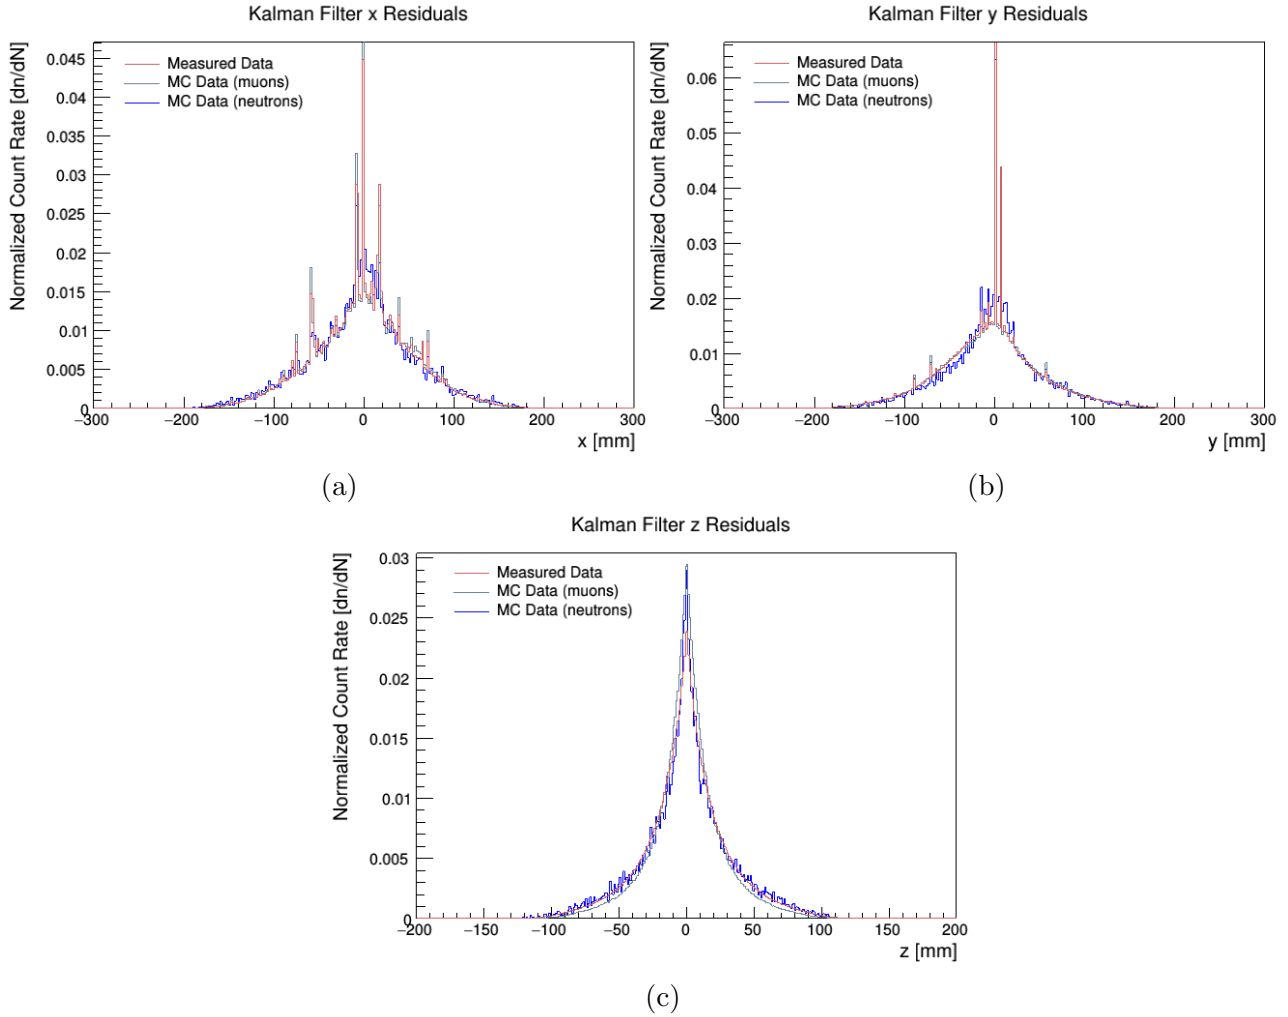 Kalman Filter x Residuals
Normalized Count Rate [dn/dN]
Measured Data
MC Data (muons)
MC Data (neutrons)
0.045
0.04
0.035
0.03
0.025
0.02
0.015
0.01
0.005
0
−300 −200 −100 0 100 200 300
x [mm]
(a)
Kalman Filter y Residuals
Normalized Count Rate [dn/dN]
Measured Data
MC Data (muons)
MC Data (neutrons)
0.06
0.05
0.04
0.03
0.02
0.01
0
−300 −200 −100 0 100 200 300
y [mm]
(b)
Kalman Filter z Residuals
Normalized Count Rate [dn/dN]
Measured Data
MC Data (muons)
MC Data (neutrons)
0.03
0.025
0.02
0.015
0.01
0.005
0
−200 −150 −100 −50 0 50 100 150 200
z [mm]
(c)